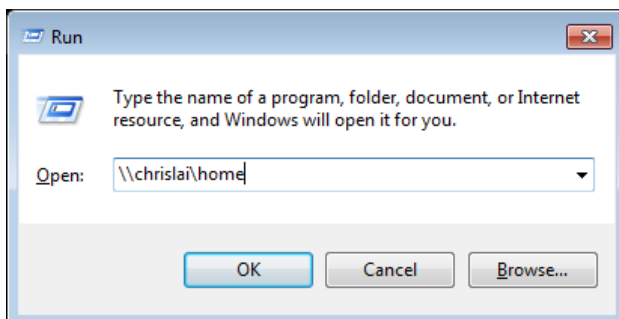 Run
Type the name of a program, folder, document, or Internet
resource, and Windows will open it for you.
Open: \\chrislai\home
OK Cancel Browse...